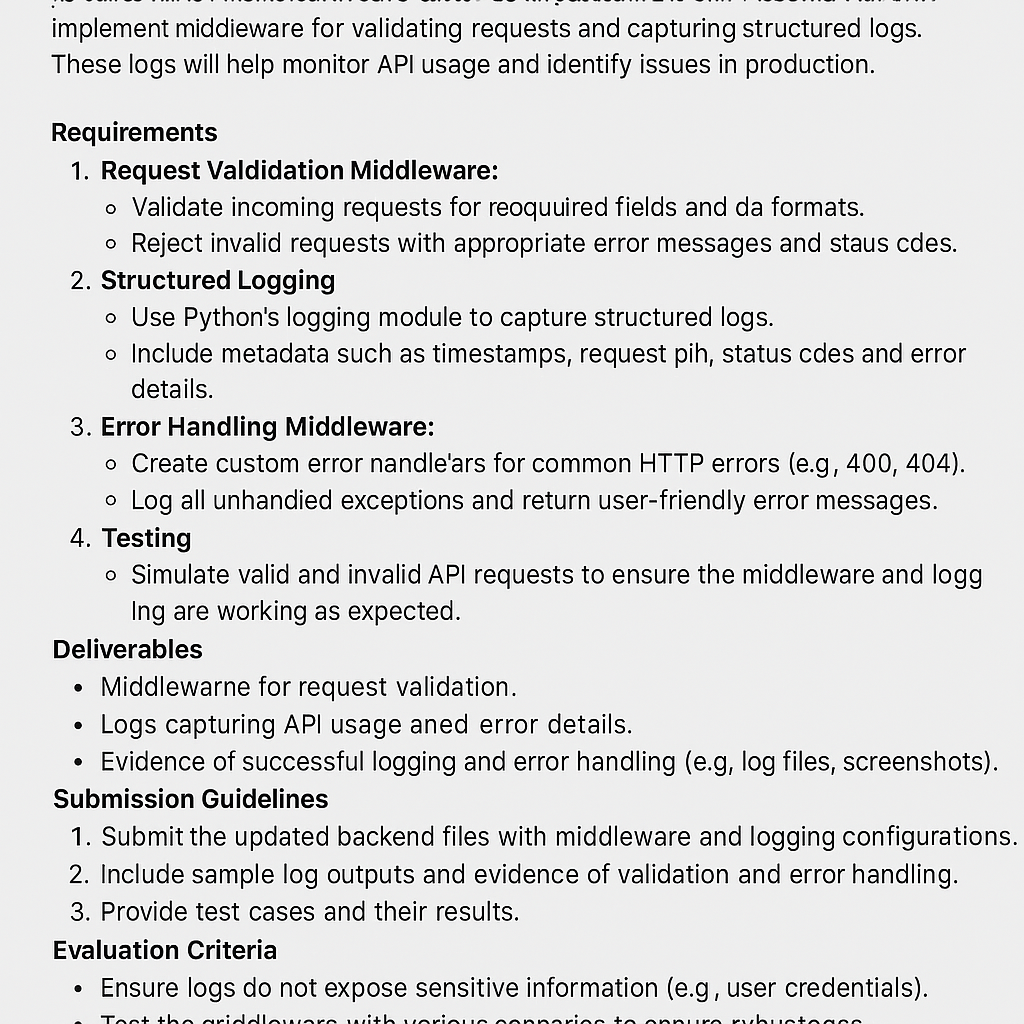 implement middleware for validating requests and capturing structured logs.
These logs will help monitor API usage and identify issues in production.
Requirements
1. Request Valdidation Middleware:
○ Validate incoming requests for reoquuired fields and da formats.
○ Reject invalid requests with appropriate error messages and staus cdes.
2. Structured Logging
○ Use Python's logging module to capture structured logs.
○ Include metadata such as timestamps, request pih, status cdes and error
details.
3. Error Handling Middleware:
○ Create custom error nandle'ars for common HTTP errors (e.g, 400, 404).
○ Log all unhandied exceptions and return user-friendly error messages.
4. Testing
○ Simulate valid and invalid API requests to ensure the middleware and logg
lng are working as expected.
Deliverables
• Middlewarne for request validation.
• Logs capturing API usage aned error details.
• Evidence of successful logging and error handling (e.g, log files, screenshots).
Submission Guidelines
1. Submit the updated backend files with middleware and logging configurations.
2. Include sample log outputs and evidence of validation and error handling.
3. Provide test cases and their results.
Evaluation Criteria
• Ensure logs do not expose sensitive information (e.g, user credentials).
• Test the with to